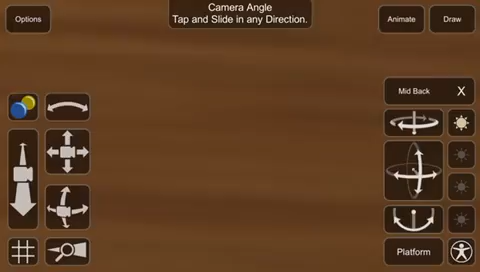 Camera Angle
Tap and Slide in any Direction.
Options
Animate
Draw
Mid Back
X
Platform